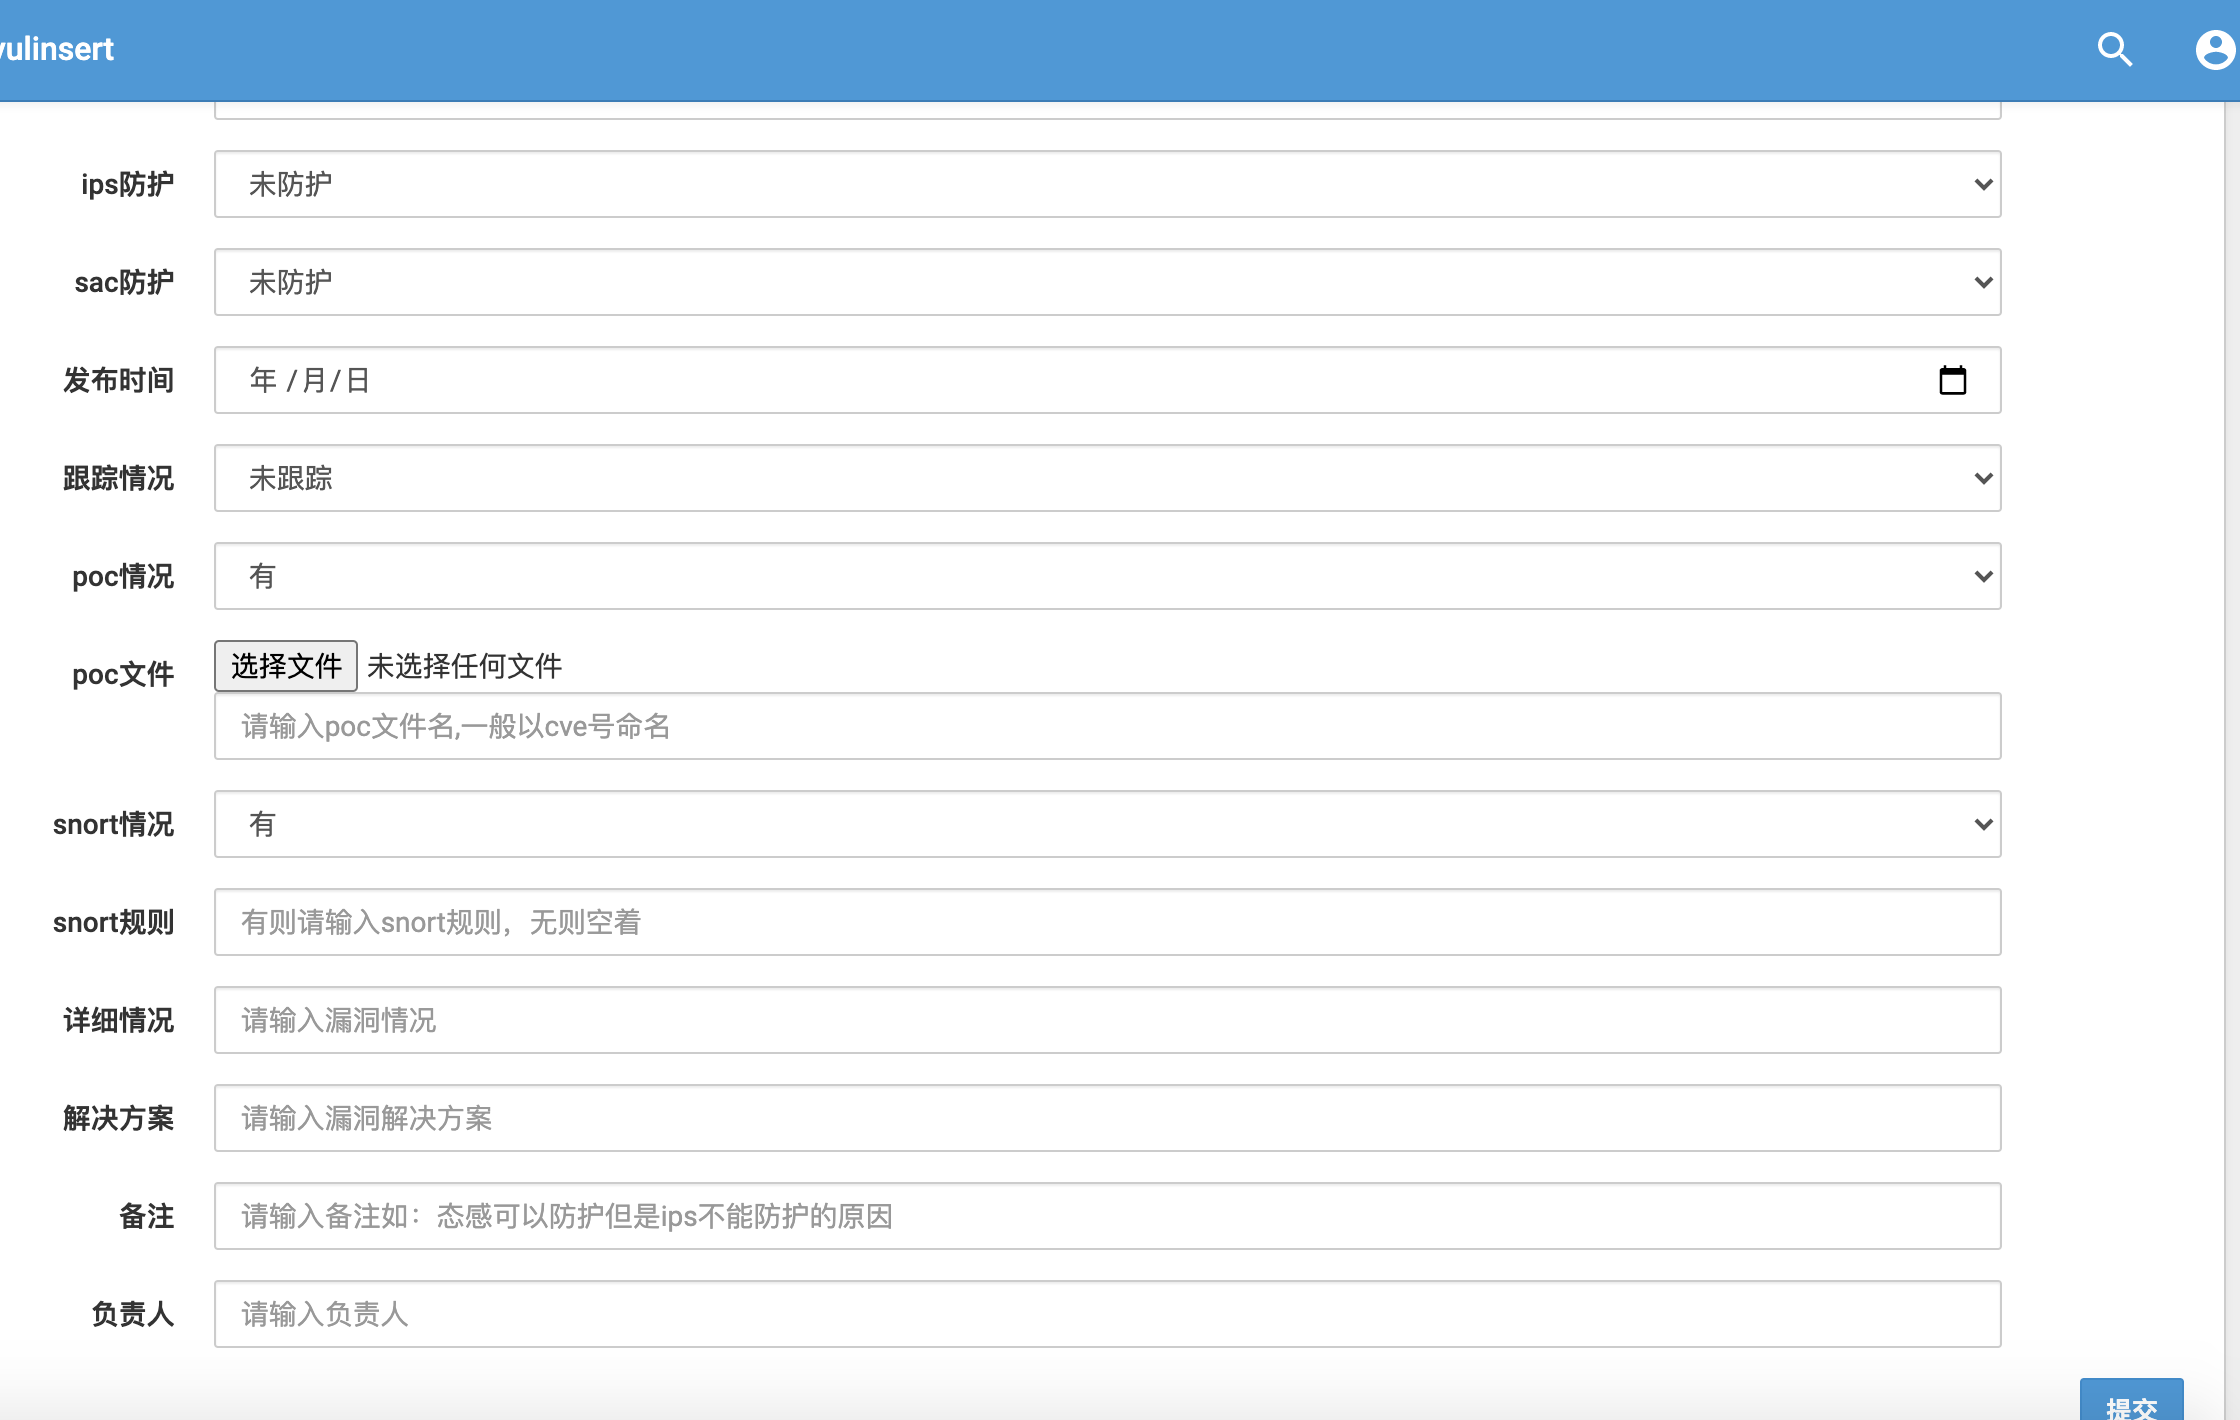 vulinsert
ips防护 未防护
sac防护 未防护
发布时间 年 /月/日
跟踪情况 未跟踪
poc情况 有
poc文件 选择文件 未选择任何文件
请输入poc文件名,一般以cve号命名
snort情况 有
snort规则 有则请输入snort规则，无则空着
详细情况 请输入漏洞情况
解决方案 请输入漏洞解决方案
备注 请输入备注如：态感可以防护但是ips不能防护的原因
负责人 请输入负责人
提交